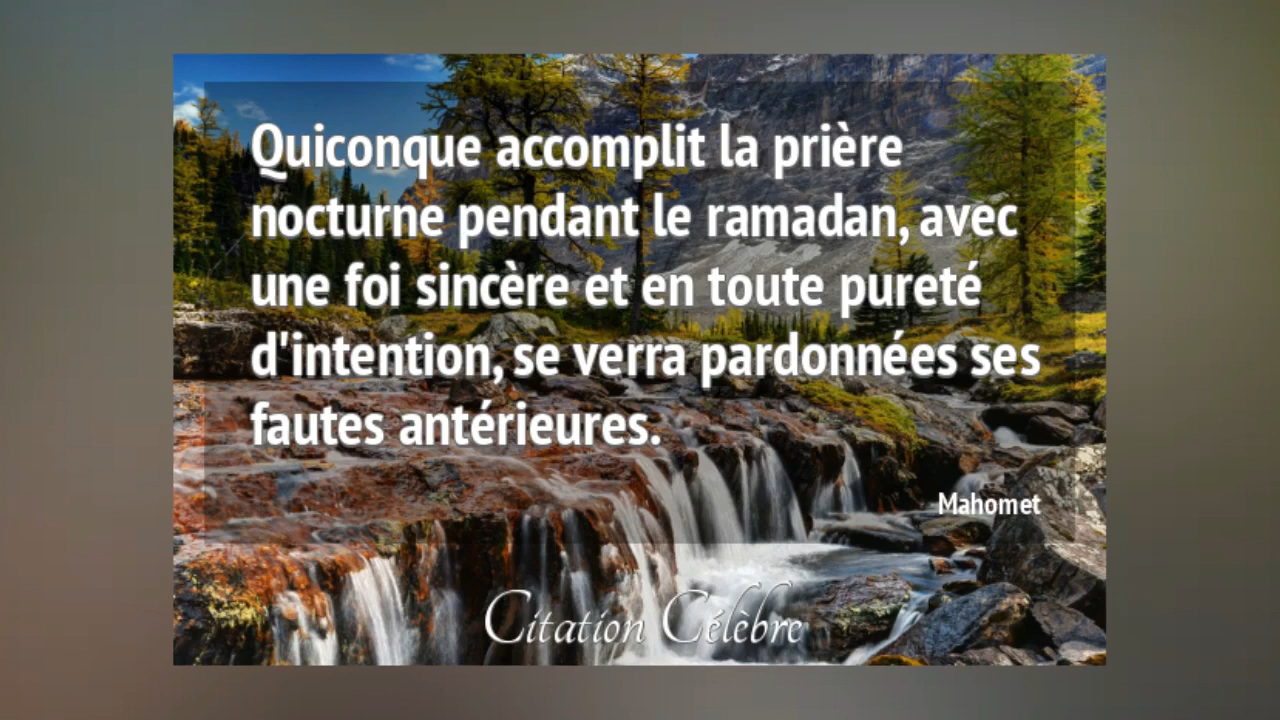 Quiconque accomplit la prière
nocturne pendant le ramadan, avec
une foi sincère et en toute pureté
d'intention, se verra pardonnées ses
fautes antérieures.
Mahomet
Citation Célèbre